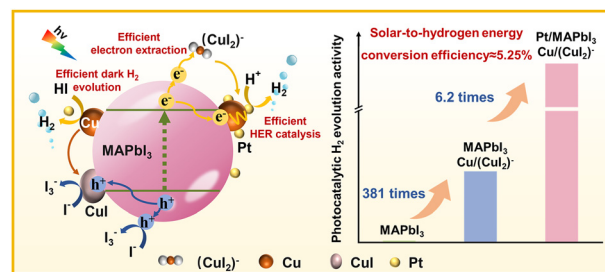 hv
Efficient
electron extraction
(CuI₂)⁻
Efficient dark H₂
evolution
HI
H₂
Cu
e⁻
e⁻
e⁻
H⁺
H₂
Pt
Efficient
HER catalysis
MAPbI₃
I₃⁻
I⁻
CuI
h⁺
h⁺
h⁺
I₃⁻
I⁻
(CuI₂)⁻
Cu
CuI
Pt
Photocatalytic H₂ evolution activity
Solar-to-hydrogen energy
conversion efficiency≈5.25%
Pt/MAPbI₃
Cu/(CuI₂)⁻
6.2 times
MAPbI₃
Cu/(CuI₂)⁻
381 times
MAPbI₃